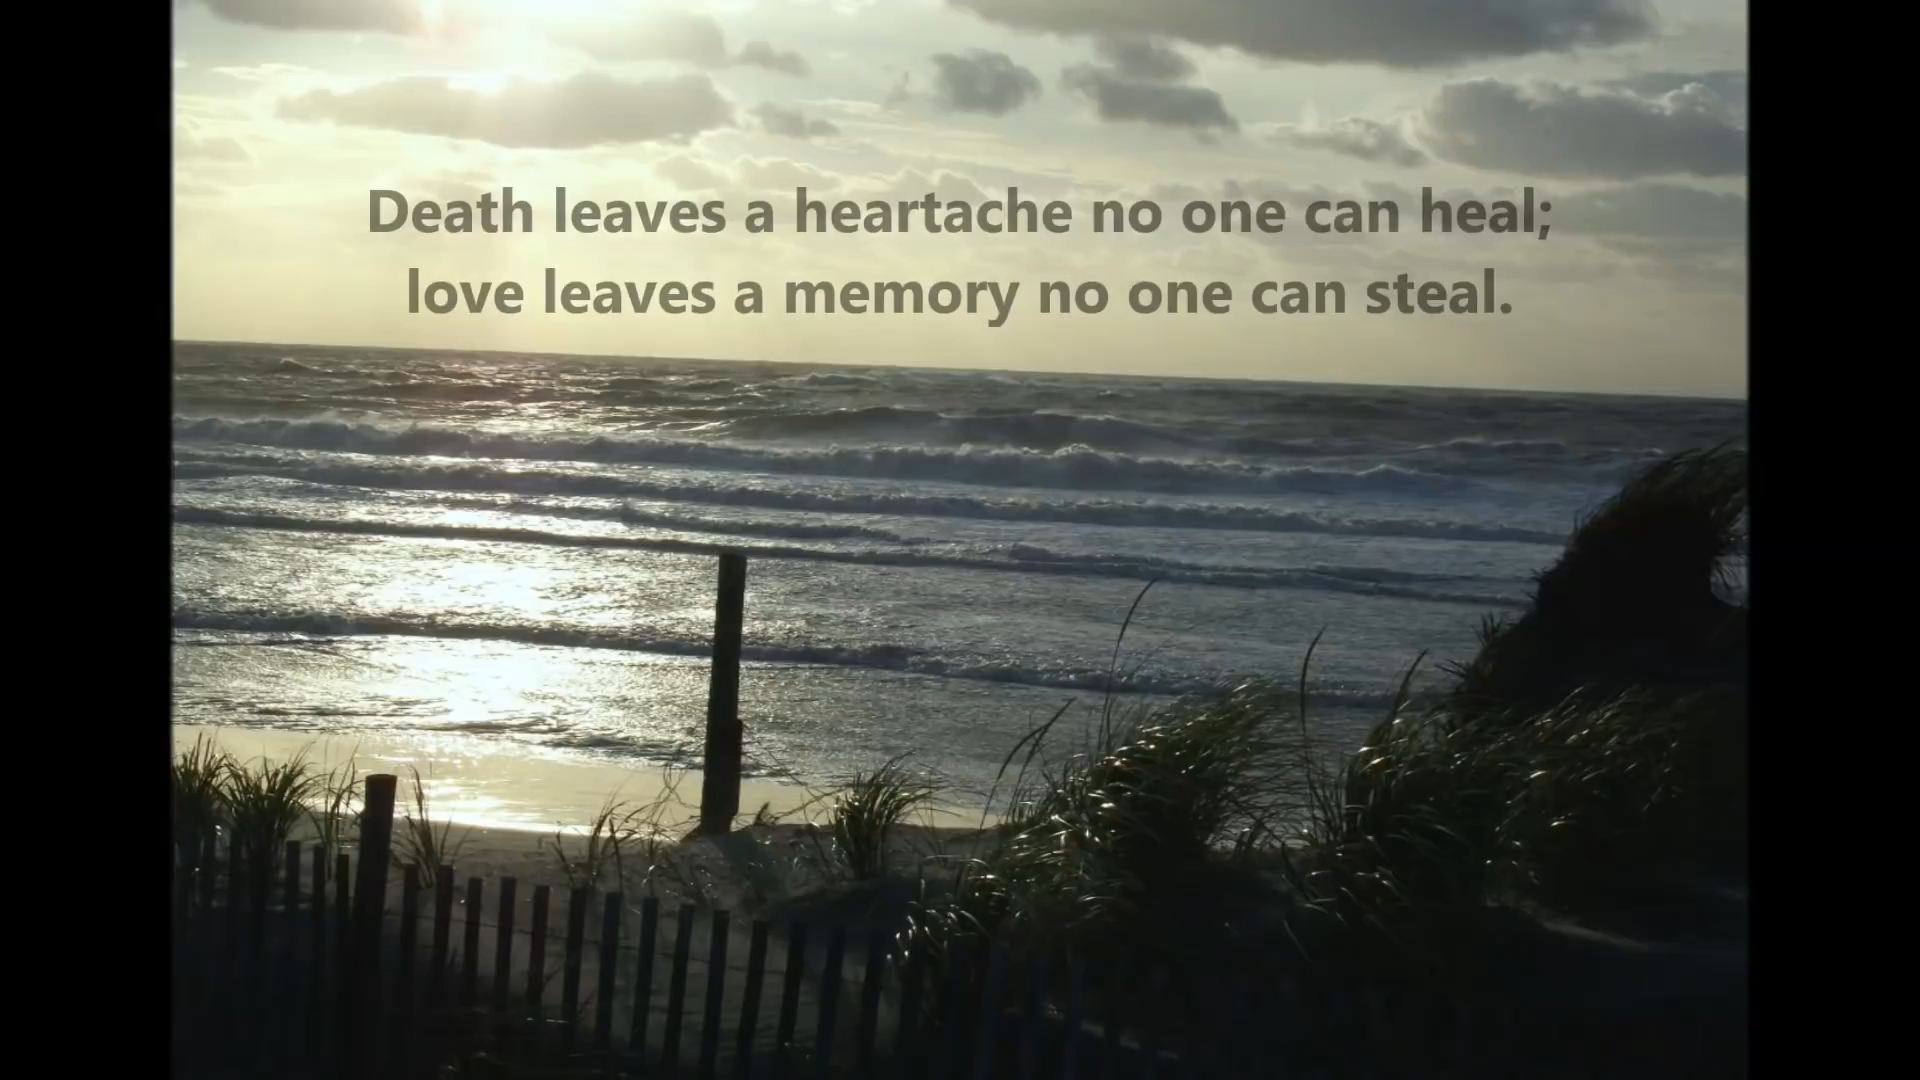 Death leaves a heartache no one can heal;
love leaves a memory no one can steal.